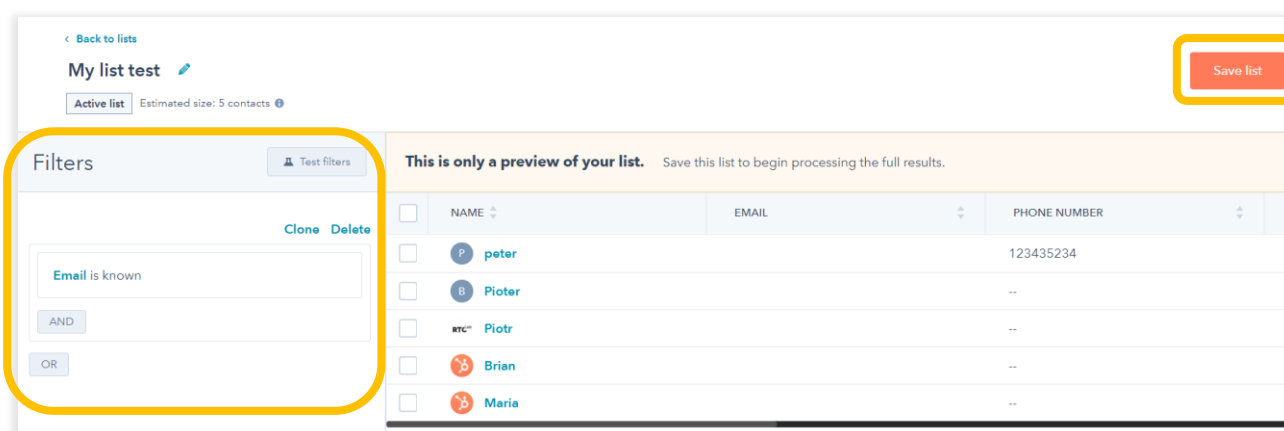 Back to lists
My list test
Active list Estimated size: 5 contacts
Save list
Filters
Test filters
This is only a preview of your list. Save this list to begin processing the full results.
Clone Delete
Email is known
AND
OR
NAME EMAIL PHONE NUMBER
P peter 123435234
B Pioter --
RTC Piotr --
Brian --
Maria --